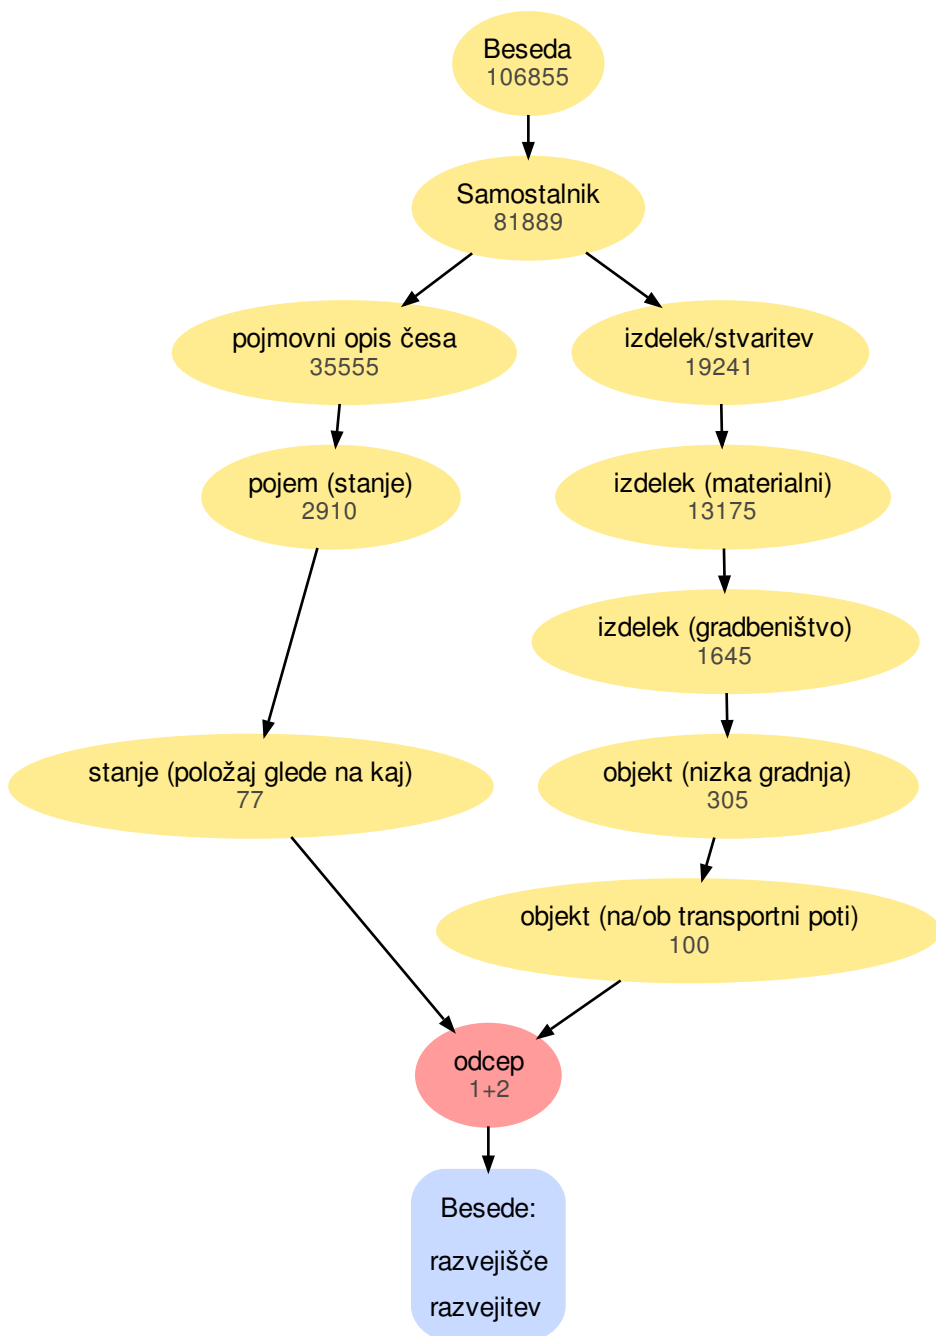 Beseda
106855
Samostalnik
81889
pojmovni opis česa
35555
izdelek/stvaritev
19241
pojem (stanje)
2910
izdelek (materialni)
13175
izdelek (gradbeništvo)
1645
stanje (položaj glede na kaj)
77
objekt (nizka gradnja)
305
objekt (na/ob transportni poti)
100
odcep
1+2
Besede:
razvejišče
razvejitev